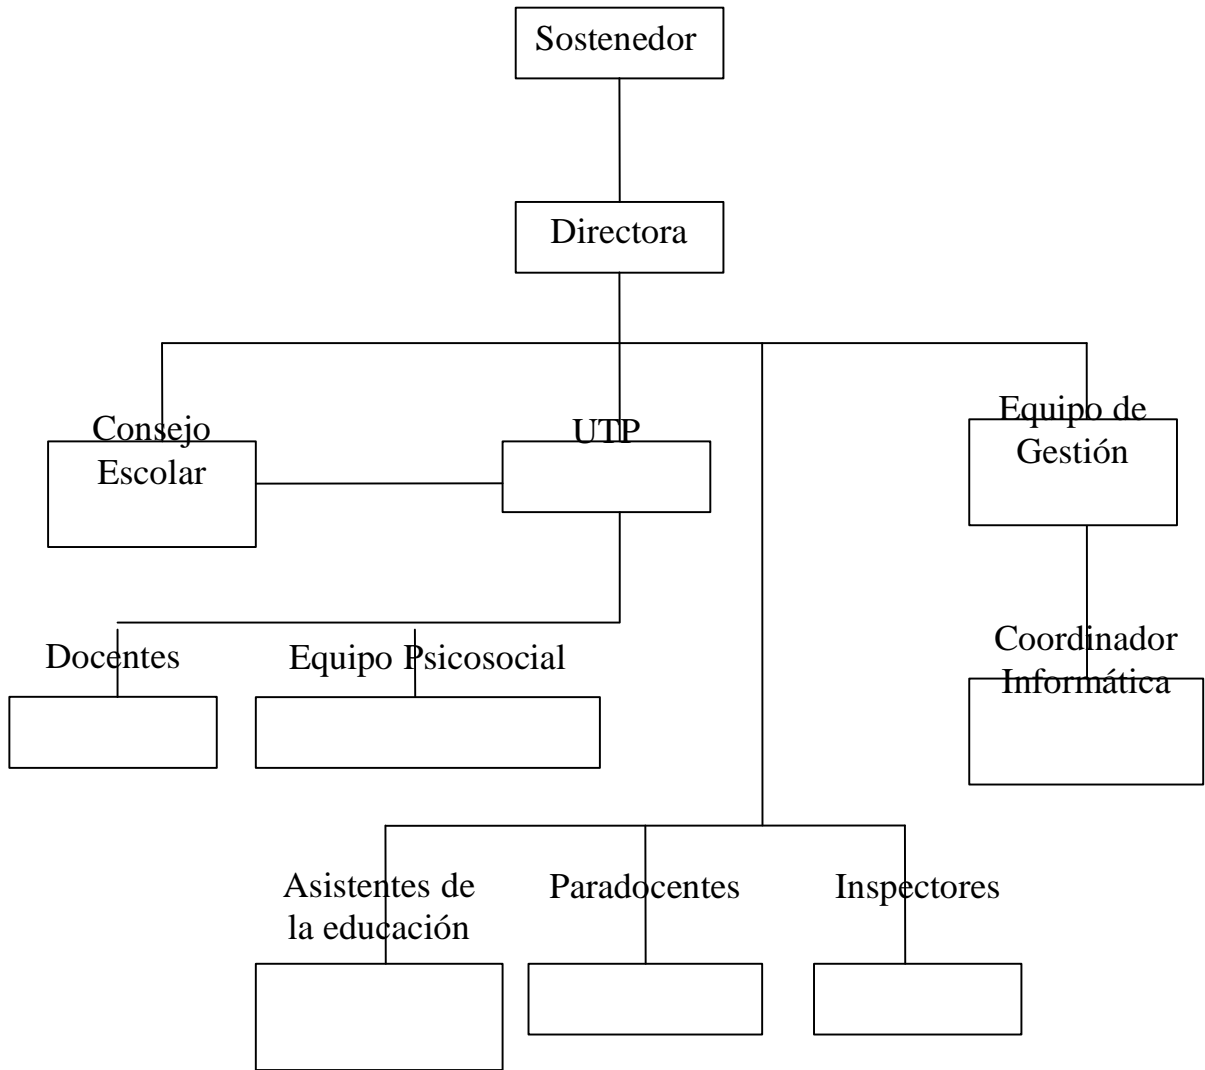 Sostenedor
Directora
Consejo
Escolar
UTP
Equipo de
Gestión
Docentes
Equipo Psicosocial
Coordinador
Informática
Asistentes de
la educación
Paradocentes
Inspectores